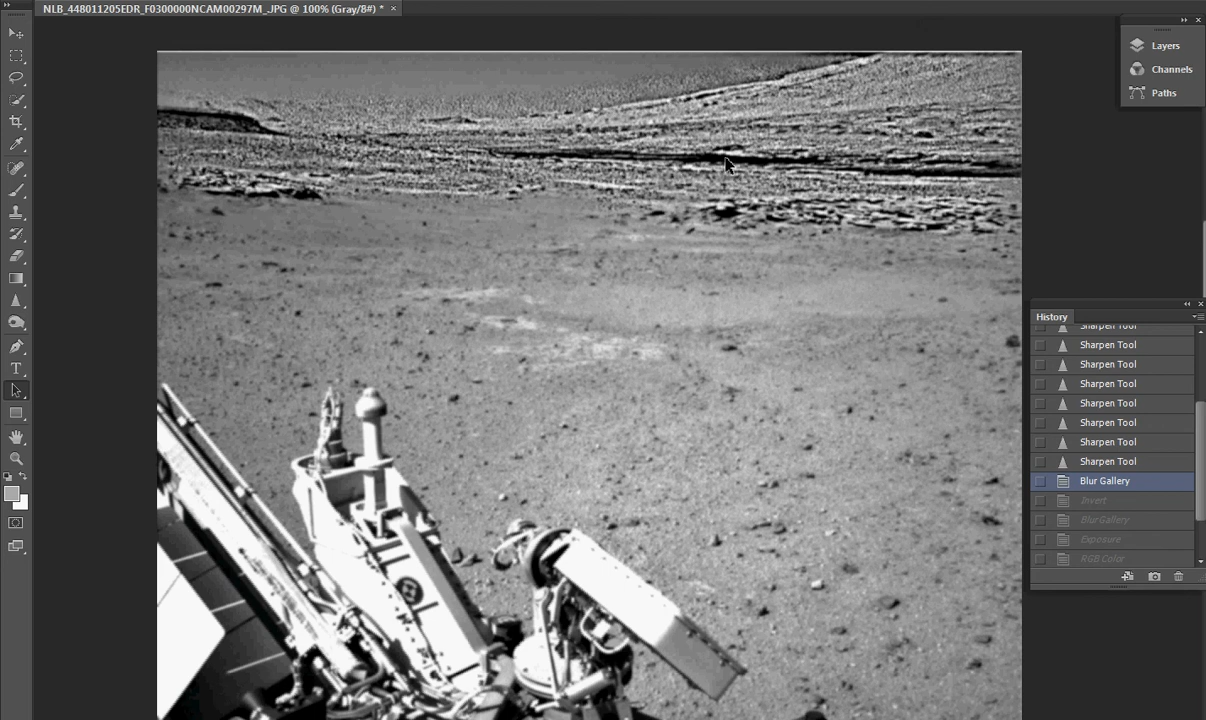 NLB_448011205EDR_F0300000NCAM00297M_.JPG @ 100% (Gray/8#) *
Layers
Channels
Paths
History
Sharpen Tool
Sharpen Tool
Sharpen Tool
Sharpen Tool
Sharpen Tool
Sharpen Tool
Sharpen Tool
Sharpen Tool
Blur Gallery
Invert
Blur Gallery
Exposure
RGB Color
T